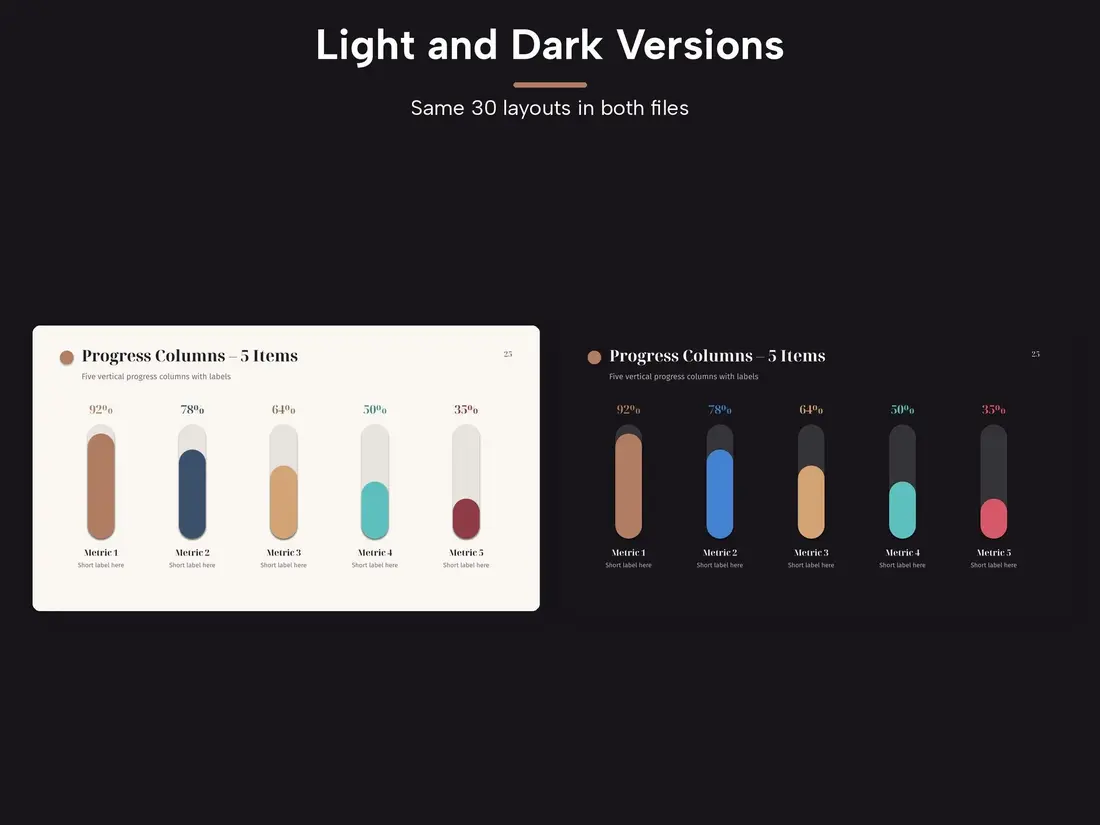 Light and Dark Versions
Same 30 layouts in both files
Progress Columns – 5 Items
25
Five vertical progress columns with labels
92% 78% 64% 50% 35%
Metric 1 Metric 2 Metric 3 Metric 4 Metric 5
Short label here Short label here Short label here Short label here Short label here
Progress Columns – 5 Items
25
Five vertical progress columns with labels
92% 78% 64% 50% 35%
Metric 1 Metric 2 Metric 3 Metric 4 Metric 5
Short label here Short label here Short label here Short label here Short label here